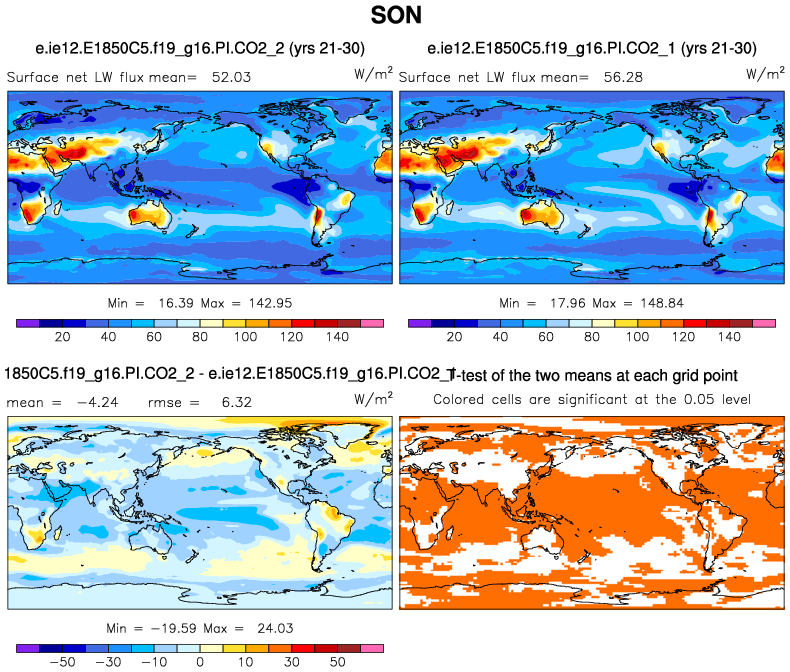 SON
e.ie12.E1850C5.f19_g16.PI.CO2_2 (yrs 21-30)
e.ie12.E1850C5.f19_g16.PI.CO2_1 (yrs 21-30)
Surface net LW flux mean= 52.03 W/m²
Surface net LW flux mean= 56.28 W/m²
Min = 16.39 Max = 142.95
Min = 17.96 Max = 148.84
20 40 60 80 100 120 140
20 40 60 80 100 120 140
1850C5.f19_g16.PI.CO2_2 - e.ie12.E1850C5.f19_g16.PI.CO2_1
T-test of the two means at each grid point
mean = −4.24 rmse = 6.32 W/m²
Colored cells are significant at the 0.05 level
Min = −19.59 Max = 24.03
−50 −30 −10 0 10 30 50